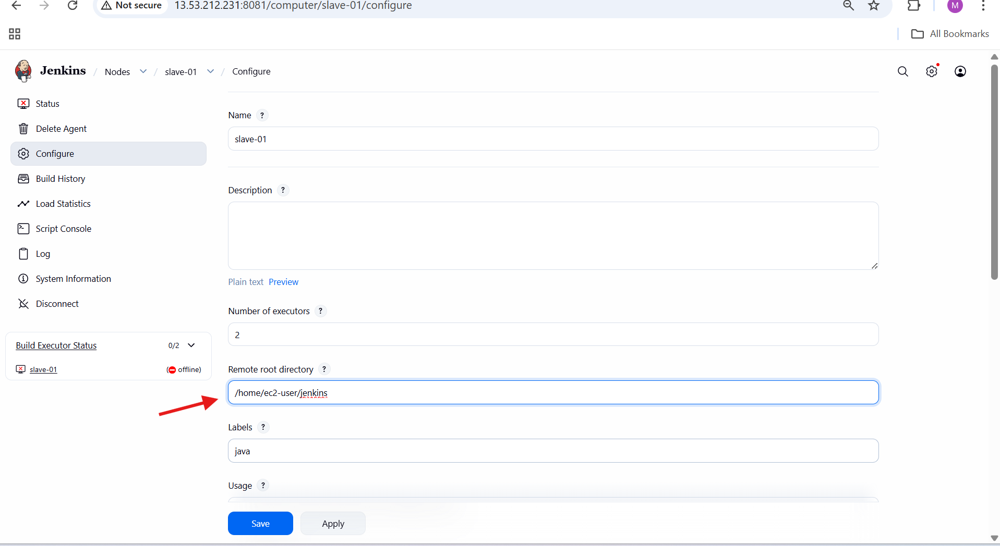 Not secure 13.53.212.231:8081/computer/slave-01/configure
M
All Bookmarks
Jenkins / Nodes / slave-01 / Configure
Status
Delete Agent
Configure
Build History
Load Statistics
Script Console
Log
System Information
Disconnect
Build Executor Status 0/2
slave-01 (offline)
Name ?
slave-01
Description ?
Plain text Preview
Number of executors ?
2
Remote root directory ?
/home/ec2-user/jenkins
Labels ?
java
Usage ?
Save Apply